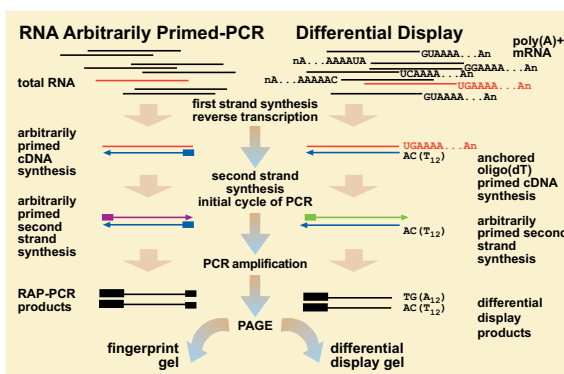 RNA Arbitrarily Primed-PCR
Differential Display
total RNA
GUAAAA...An
nA...AAAAUA
GGAAAA...An
UCAAAA...An
nA...AAAAAC
UGAAAA...An
GUAAAA...An
poly(A)+
mRNA
first strand synthesis
reverse transcription
arbitrarily
primed
cDNA
synthesis
UGAAAA...An
AC(T12)
anchored
oligo(dT)
primed cDNA
synthesis
second strand
synthesis
initial cycle of PCR
arbitrarily
primed
second
strand
synthesis
AC(T12)
arbitrarily
primed second
strand
synthesis
PCR amplification
RAP-PCR
products
TG(A12)
AC(T12)
differential
display
products
PAGE
fingerprint
gel
differential
display gel